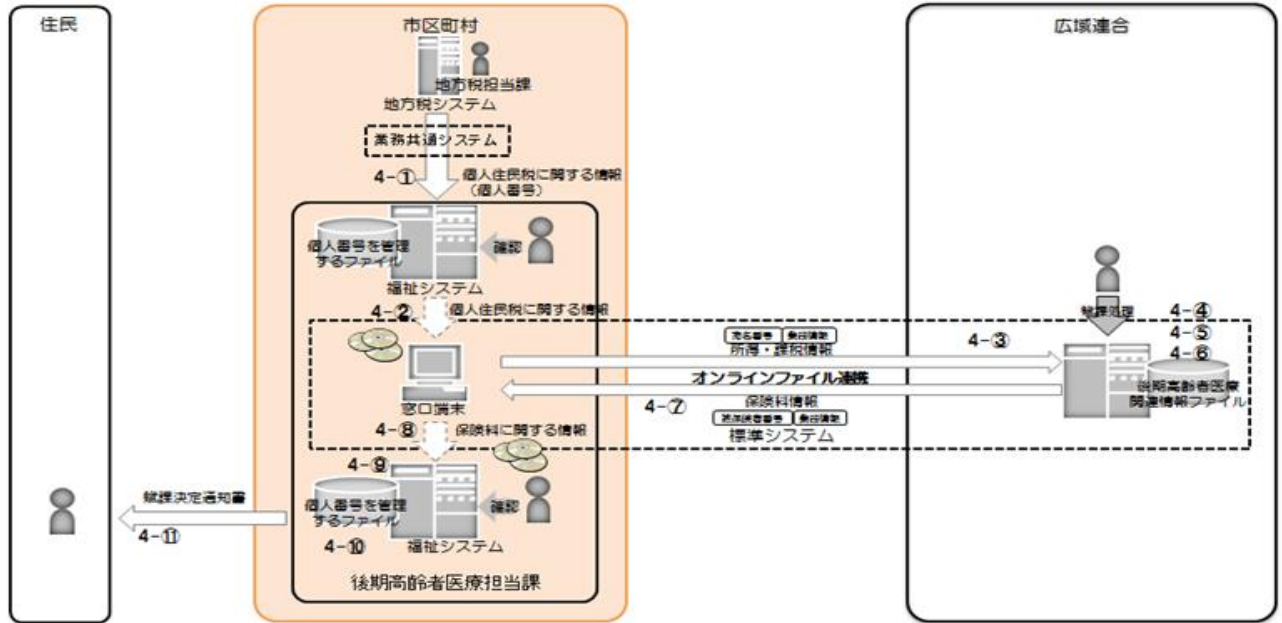 住民
市区町村
広域連合
地方税担当課
地方税システム
業務共通システム
4-①
個人住民税に関する情報
（個人番号）
個人番号を管理
するファイル
確認
福祉システム
4-②
個人住民税に関する情報
賦課処理
4-④
4-⑤
4-⑥
宛名番号
所得・課税情報
4-③
オンラインファイル連携
後期高齢者医療
関連情報ファイル
窓口端末
4-⑦
保険料情報
被保険者番号
標準システム
4-⑧
保険料に関する情報
4-⑨
賦課決定通知書
4-⑪
個人番号を管理
するファイル
確認
4-⑩
福祉システム
後期高齢者医療担当課